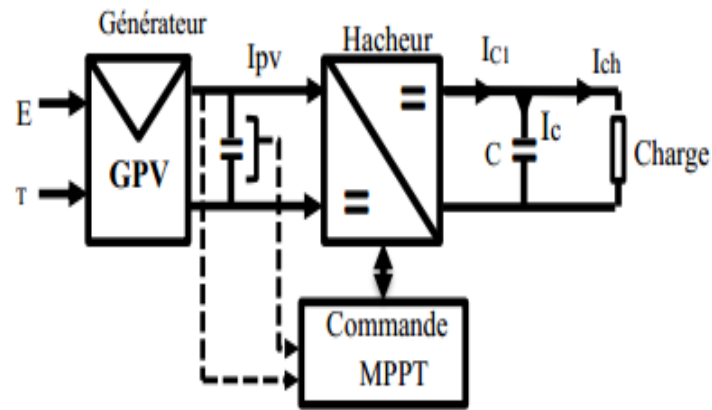 Générateur
Ipv
Hacheur
IC1
Ich
E
T
GPV
C
Ic
Charge
Commande
MPPT